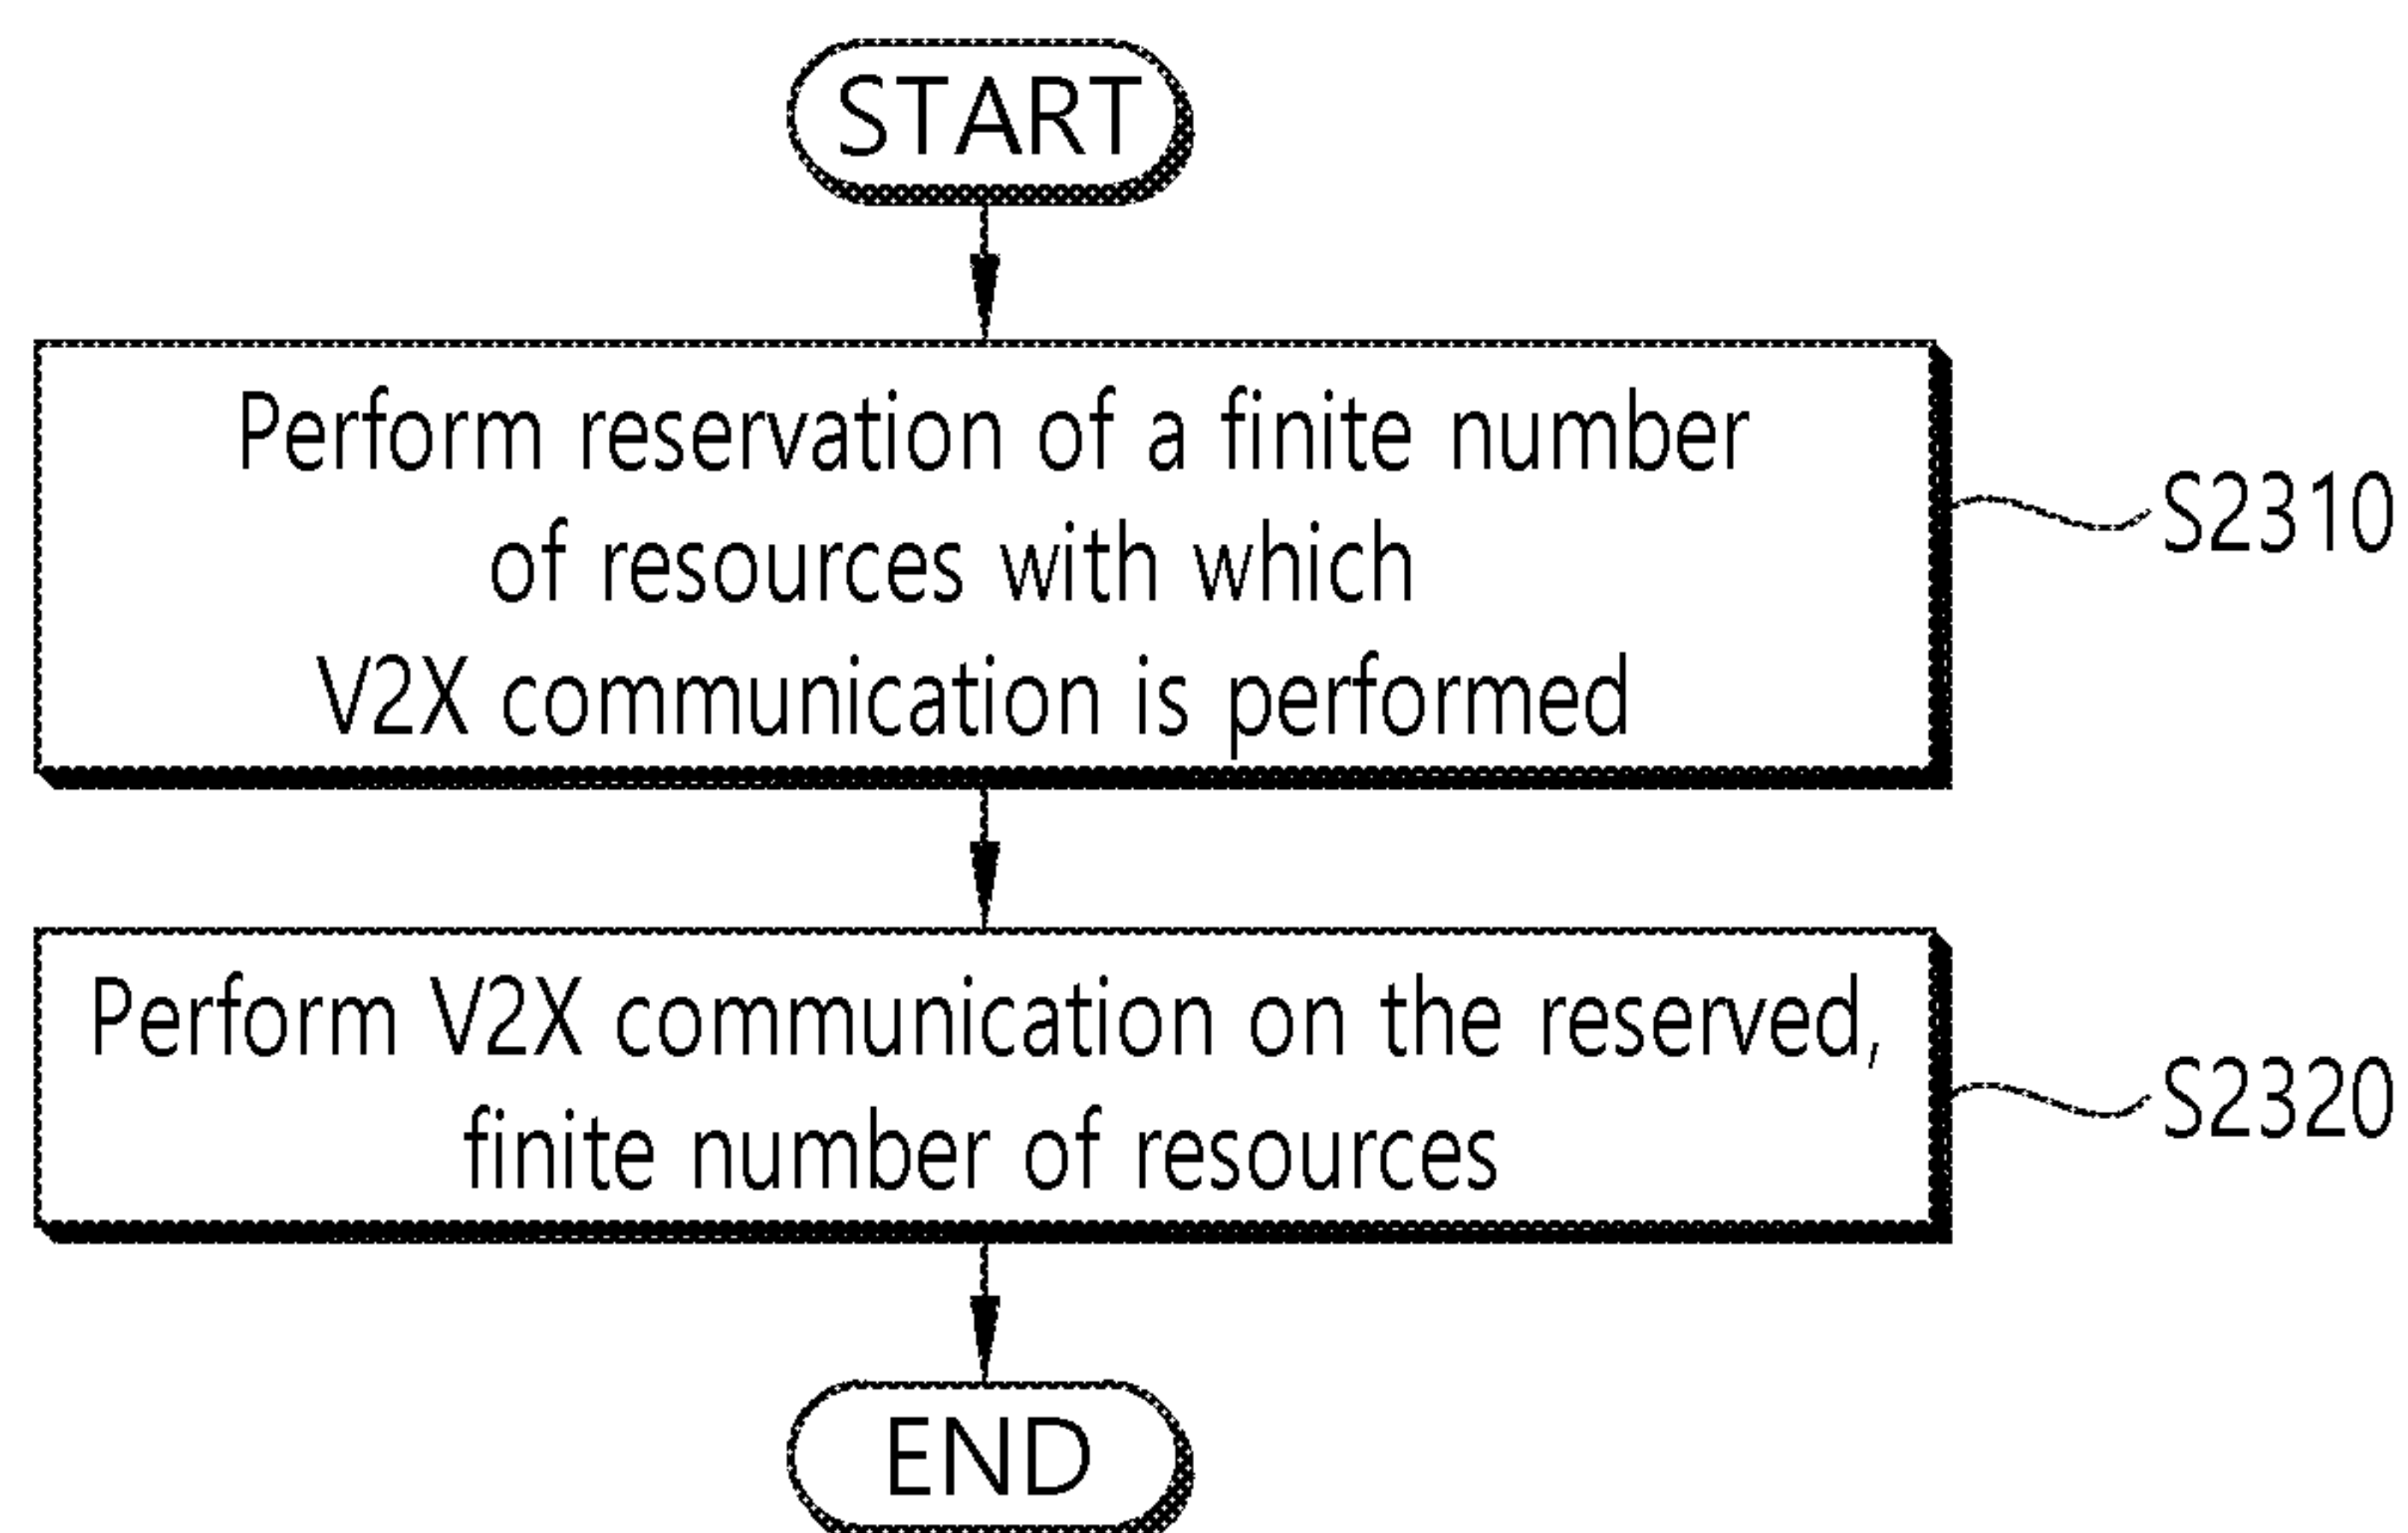 START
Perform reservation of a finite number
of resources with which
V2X communication is performed
S2310
Perform V2X communication on the reserved,
finite number of resources
S2320
END